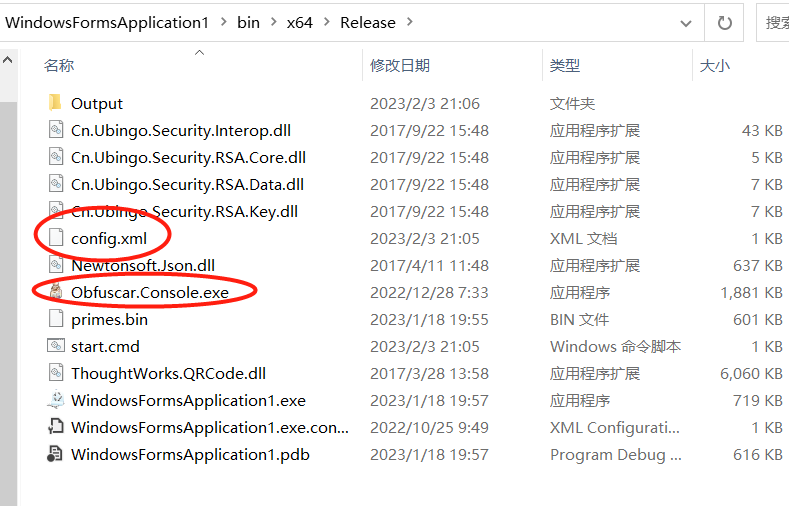 WindowsFormsApplication1 > bin > x64 > Release > 搜索
名称 修改日期 类型 大小
Output 2023/2/3 21:06 文件夹
Cn.Ubingo.Security.Interop.dll 2017/9/22 15:48 应用程序扩展 43 KB
Cn.Ubingo.Security.RSA.Core.dll 2017/9/22 15:48 应用程序扩展 5 KB
Cn.Ubingo.Security.RSA.Data.dll 2017/9/22 15:48 应用程序扩展 7 KB
Cn.Ubingo.Security.RSA.Key.dll 2017/9/22 15:48 应用程序扩展 7 KB
config.xml 2023/2/3 21:05 XML 文档 1 KB
Newtonsoft.Json.dll 2017/4/11 11:48 应用程序扩展 637 KB
Obfuscar.Console.exe 2022/12/28 7:33 应用程序 1,881 KB
primes.bin 2023/1/18 19:55 BIN 文件 601 KB
start.cmd 2023/2/3 21:05 Windows 命令脚本 1 KB
ThoughtWorks.QRCode.dll 2017/3/28 13:58 应用程序扩展 6,060 KB
WindowsFormsApplication1.exe 2023/1/18 19:57 应用程序 719 KB
WindowsFormsApplication1.exe.con... 2022/10/25 9:49 XML Configurati... 1 KB
WindowsFormsApplication1.pdb 2023/1/18 19:57 Program Debug ... 616 KB